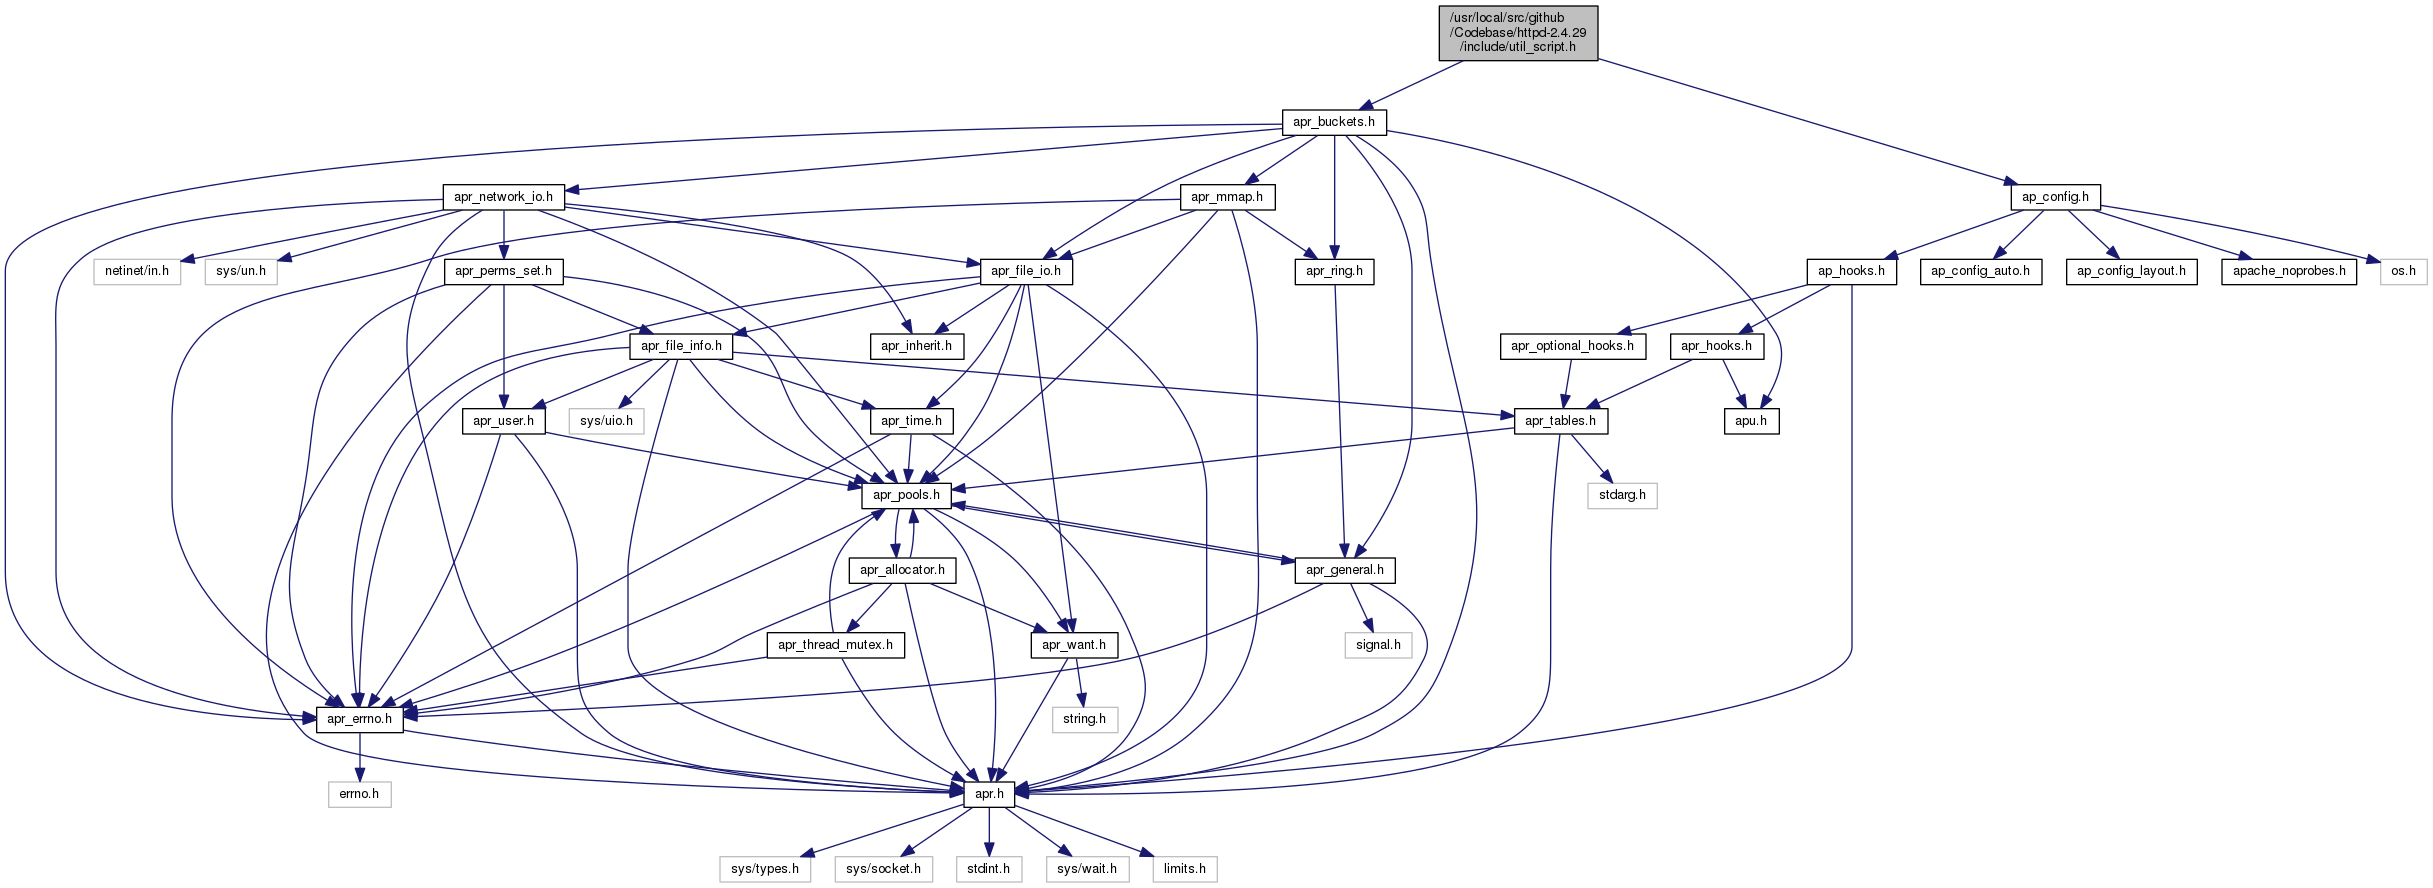 /usr/local/src/github
/Codebase/httpd-2.4.29
/include/util_script.h
apr_buckets.h
apr_network_io.h
apr_mmap.h
ap_config.h
netinet/in.h
sys/un.h
apr_perms_set.h
apr_file_io.h
apr_ring.h
ap_hooks.h
ap_config_auto.h
ap_config_layout.h
apache_noprobes.h
os.h
apr_file_info.h
apr_inherit.h
apr_optional_hooks.h
apr_hooks.h
apr_user.h
sys/uio.h
apr_time.h
apr_tables.h
apu.h
apr_pools.h
stdarg.h
apr_allocator.h
apr_general.h
apr_thread_mutex.h
apr_want.h
signal.h
apr_errno.h
string.h
errno.h
apr.h
sys/types.h
sys/socket.h
stdint.h
sys/wait.h
limits.h